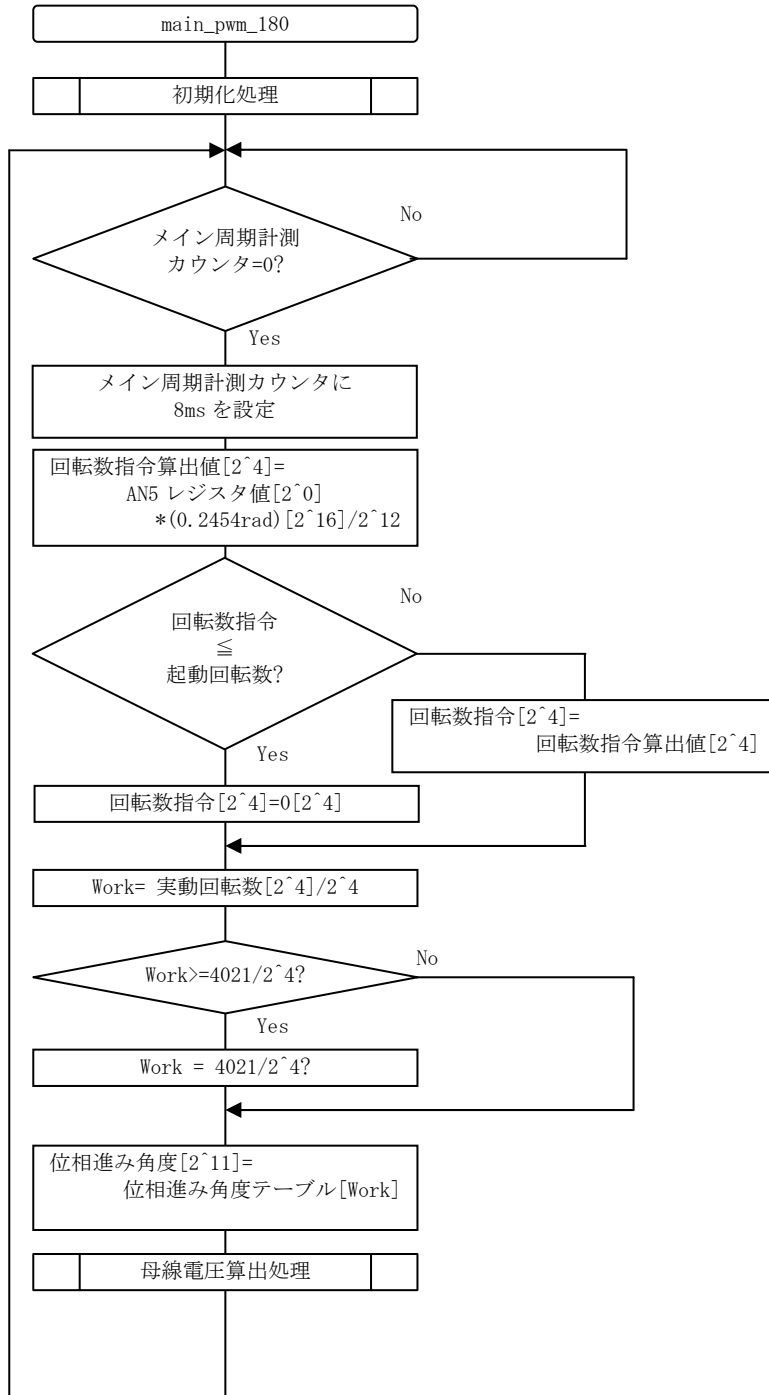 main_pwm_180
初期化処理
No
メイン周期計測
カウンタ=0?
Yes
メイン周期計測カウンタに
8ms を設定
回転数指令算出値[2^4]=
AN5 レジスタ値[2^0]
*(0.2454rad)[2^16]/2^12
No
回転数指令
≦
起動回転数?
回転数指令[2^4]=
回転数指令算出値[2^4]
Yes
回転数指令[2^4]=0[2^4]
Work= 実動回転数[2^4]/2^4
No
Work>=4021/2^4?
Yes
Work = 4021/2^4?
位相進み角度[2^11]=
位相進み角度テーブル[Work]
母線電圧算出処理